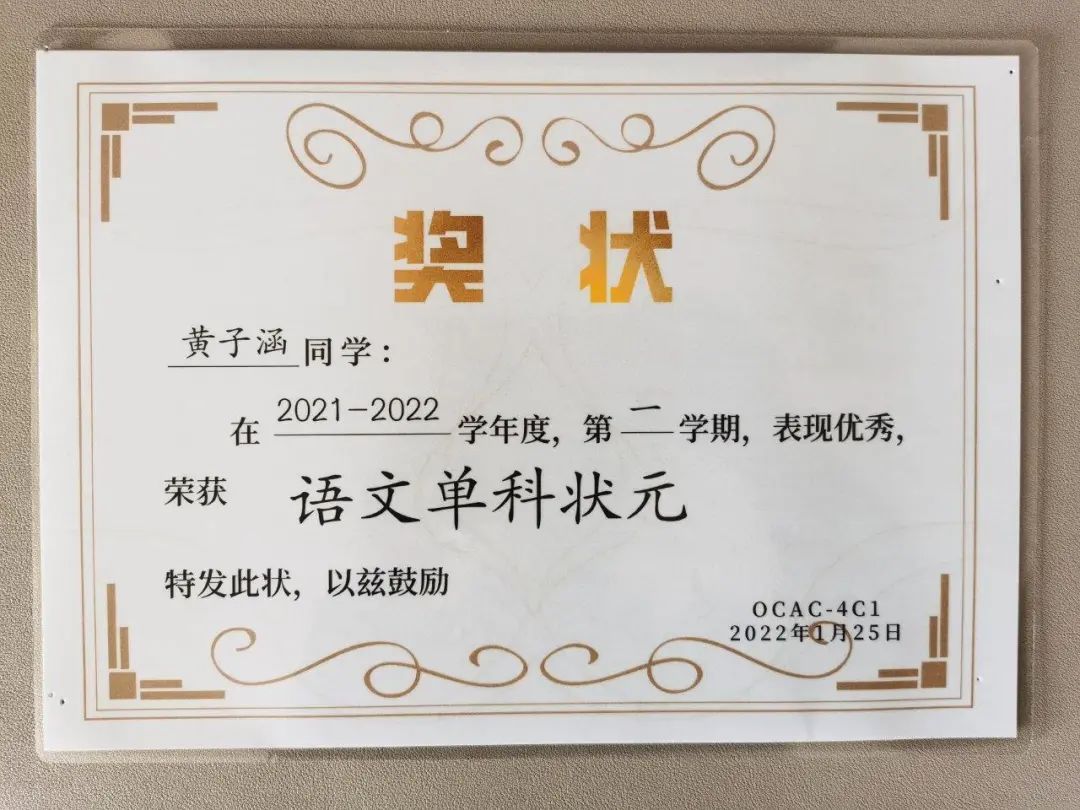 奖 状
黄子涵同学：
在2021-2022学年度，第一学期，表现优秀，
荣获 语文单科状元
特发此状，以兹鼓励
OCAC-4C1
2022年1月25日